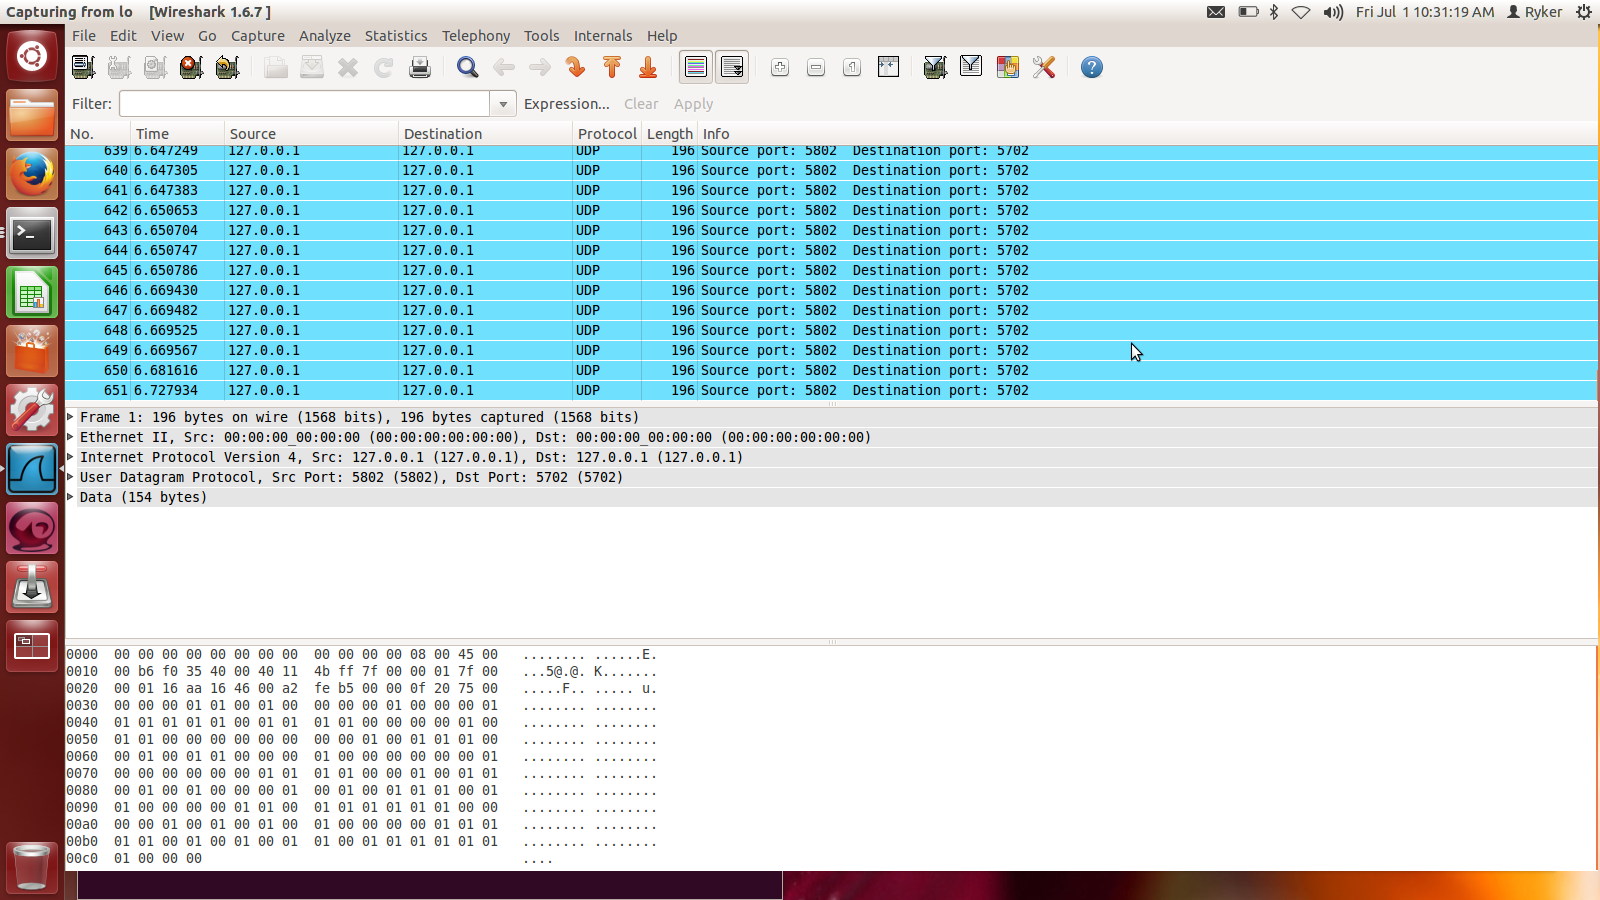 Capturing from lo [Wireshark 1.6.7 ] Fri Jul 1 10:31:19 AM Ryker
File Edit View Go Capture Analyze Statistics Telephony Tools Internals Help
Filter: Expression... Clear Apply
No. Time Source Destination Protocol Length Info
639 6.647249 127.0.0.1 127.0.0.1 UDP 196 Source port: 5802 Destination port: 5702
640 6.647305 127.0.0.1 127.0.0.1 UDP 196 Source port: 5802 Destination port: 5702
641 6.647383 127.0.0.1 127.0.0.1 UDP 196 Source port: 5802 Destination port: 5702
642 6.650653 127.0.0.1 127.0.0.1 UDP 196 Source port: 5802 Destination port: 5702
643 6.650704 127.0.0.1 127.0.0.1 UDP 196 Source port: 5802 Destination port: 5702
644 6.650747 127.0.0.1 127.0.0.1 UDP 196 Source port: 5802 Destination port: 5702
645 6.650786 127.0.0.1 127.0.0.1 UDP 196 Source port: 5802 Destination port: 5702
646 6.669430 127.0.0.1 127.0.0.1 UDP 196 Source port: 5802 Destination port: 5702
647 6.669482 127.0.0.1 127.0.0.1 UDP 196 Source port: 5802 Destination port: 5702
648 6.669525 127.0.0.1 127.0.0.1 UDP 196 Source port: 5802 Destination port: 5702
649 6.669567 127.0.0.1 127.0.0.1 UDP 196 Source port: 5802 Destination port: 5702
650 6.681616 127.0.0.1 127.0.0.1 UDP 196 Source port: 5802 Destination port: 5702
651 6.727934 127.0.0.1 127.0.0.1 UDP 196 Source port: 5802 Destination port: 5702
Frame 1: 196 bytes on wire (1568 bits), 196 bytes captured (1568 bits)
Ethernet II, Src: 00:00:00_00:00:00 (00:00:00:00:00:00), Dst: 00:00:00_00:00:00 (00:00:00:00:00:00)
Internet Protocol Version 4, Src: 127.0.0.1 (127.0.0.1), Dst: 127.0.0.1 (127.0.0.1)
User Datagram Protocol, Src Port: 5802 (5802), Dst Port: 5702 (5702)
Data (154 bytes)
0000 00 00 00 00 00 00 00 00 00 00 00 00 08 00 45 00 ........ ......E.
0010 00 b6 f0 35 40 00 40 11 4b ff 7f 00 00 01 7f 00 ...5@.@. K.......
0020 00 01 16 aa 16 46 00 a2 fe b5 00 00 0f 20 75 00 .....F.. ..... u.
0030 00 00 00 01 01 00 01 00 00 00 00 01 00 00 00 01 ........ ........
0040 01 01 01 01 01 00 01 01 01 01 00 00 00 00 01 00 ........ ........
0050 01 01 00 00 00 00 00 00 00 00 01 00 01 01 01 00 ........ ........
0060 00 01 00 01 01 00 00 00 01 00 00 00 00 00 00 01 ........ ........
0070 00 00 00 00 00 00 01 01 01 01 00 00 01 00 01 01 ........ ........
0080 00 01 00 01 00 00 00 01 00 01 00 01 01 01 00 01 ........ ........
0090 01 00 00 00 00 01 01 00 01 01 01 01 01 01 00 00 ........ ........
00a0 00 00 01 00 01 00 01 00 01 00 00 00 00 01 01 01 ........ ........
00b0 01 01 00 01 00 01 00 01 01 00 01 01 01 01 01 01 ........ ........
00c0 01 00 00 00 ....